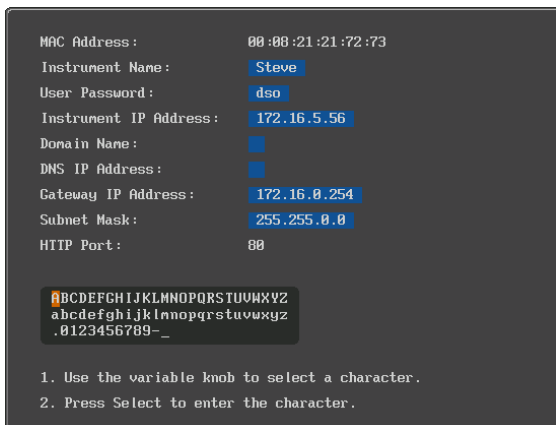 MAC Address: 00:08:21:21:72:73
Instrument Name: Steve
User Password: dso
Instrument IP Address: 172.16.5.56
Domain Name:
DNS IP Address:
Gateway IP Address: 172.16.0.254
Subnet Mask: 255.255.0.0
HTTP Port: 80
ABCDEFGHIJKLMNOPQRSTUVWXYZ
abcdefghijklmnopqrstuvwxyz
.0123456789-_
1. Use the variable knob to select a character.
2. Press Select to enter the character.